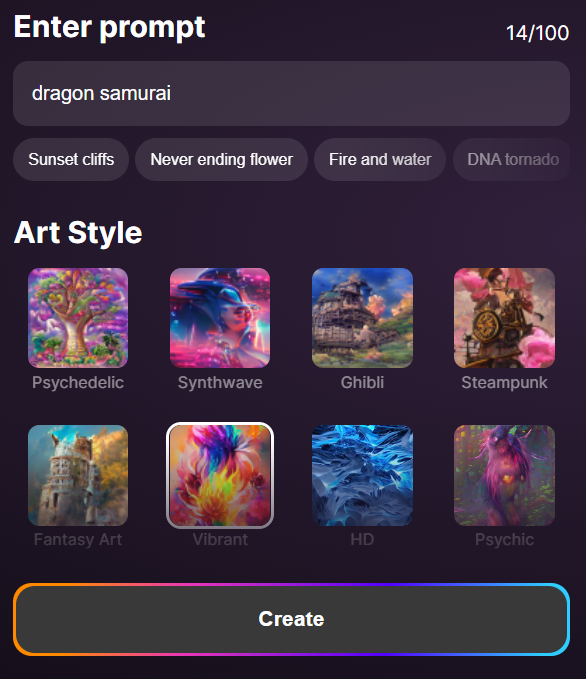 Enter prompt
14/100
dragon samurai
Sunset cliffs Never ending flower Fire and water DNA tornado
Art Style
Psychedelic Synthwave Ghibli Steampunk
Fantasy Art Vibrant HD Psychic
Create